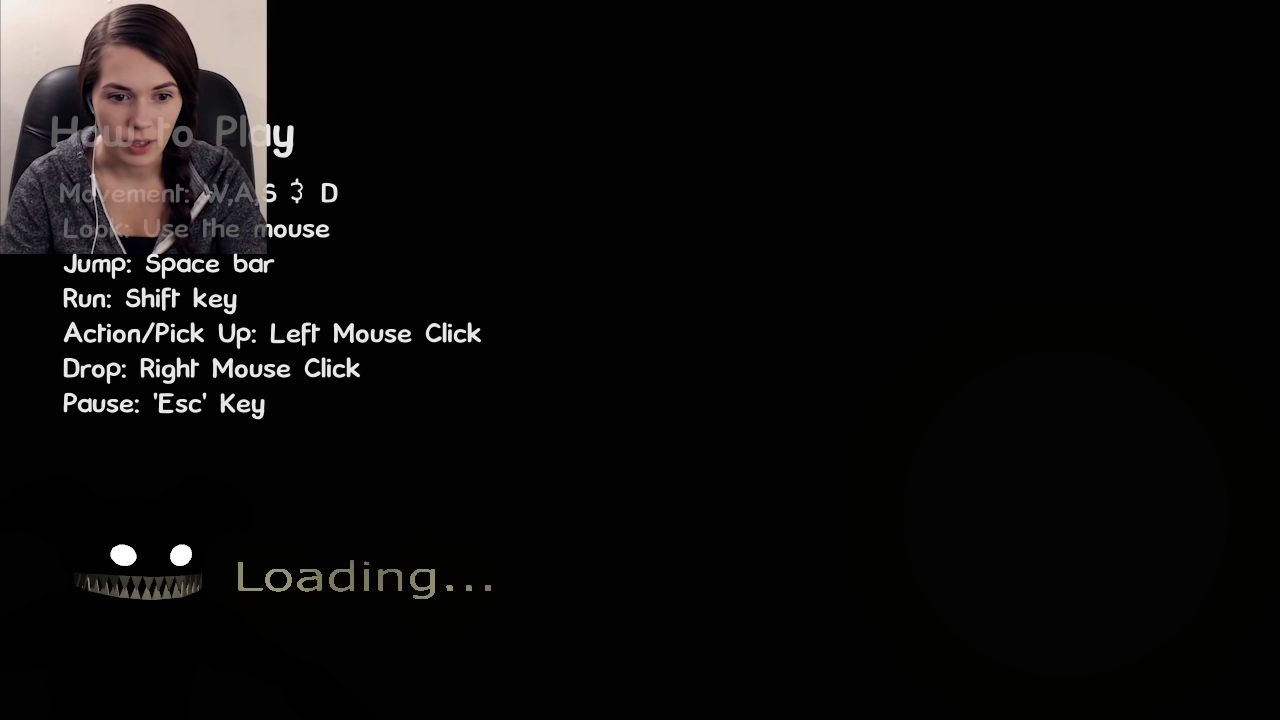 How to Play
Movement: W,A,S & D
Look: Use the mouse
Jump: Space bar
Run: Shift key
Action/Pick Up: Left Mouse Click
Drop: Right Mouse Click
Pause: 'Esc' Key
Loading...